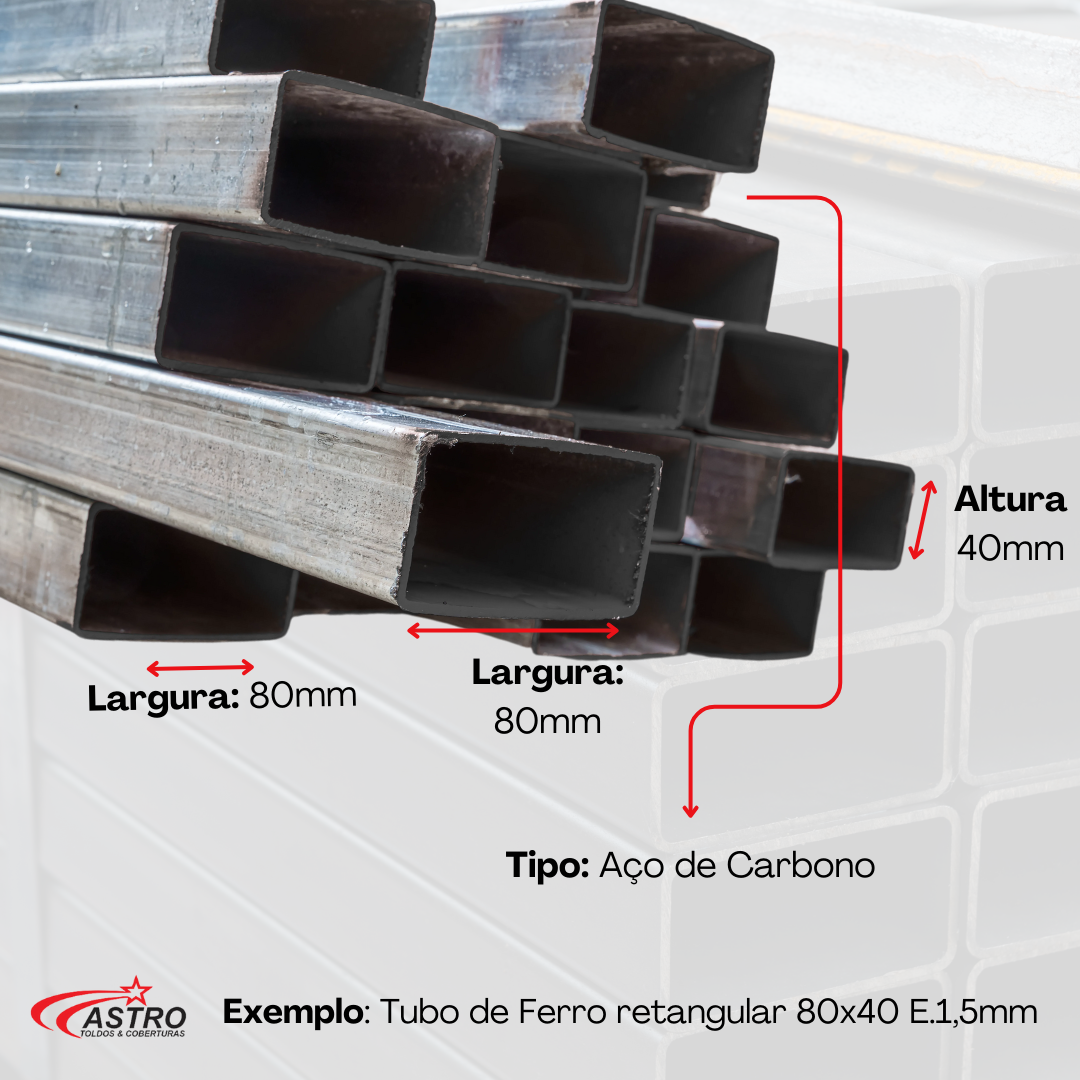 Altura
40mm
Largura: 80mm
Largura:
80mm
Tipo: Aço de Carbono
ASTRO
TOLDOS & COBERTURAS
Exemplo: Tubo de Ferro retangular 80x40 E.1,5mm